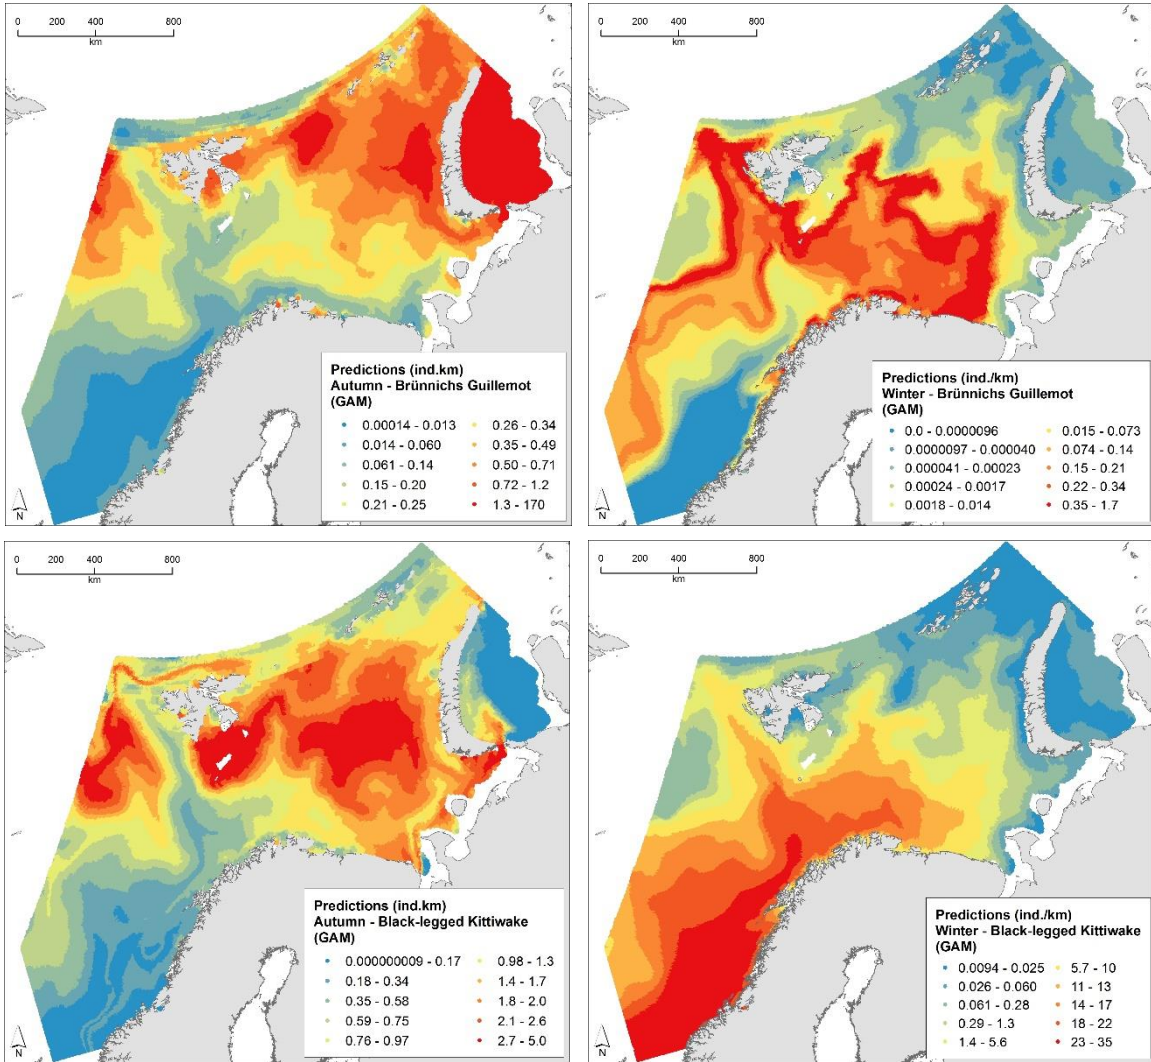 0 200 400 800
km
Predictions (ind.km)
Autumn - Brünnichs Guillemot
(GAM)
0.00014 - 0.013
0.014 - 0.060
0.061 - 0.14
0.15 - 0.20
0.21 - 0.25
0.26 - 0.34
0.35 - 0.49
0.50 - 0.71
0.72 - 1.2
1.3 - 170
N
0 200 400 800
km
Predictions (ind./km)
Winter - Brünnichs Guillemot
(GAM)
0.0 - 0.0000096
0.0000097 - 0.000040
0.000041 - 0.00023
0.00024 - 0.0017
0.0018 - 0.014
0.015 - 0.073
0.074 - 0.14
0.15 - 0.21
0.22 - 0.34
0.35 - 1.7
N
0 200 400 800
km
Predictions (ind.km)
Autumn - Black-legged Kittiwake
(GAM)
0.000000009 - 0.17
0.18 - 0.34
0.35 - 0.58
0.59 - 0.75
0.76 - 0.97
0.98 - 1.3
1.4 - 1.7
1.8 - 2.0
2.1 - 2.6
2.7 - 5.0
N
0 200 400 800
km
Predictions (ind./km)
Winter - Black-legged Kittiwake
(GAM)
0.0094 - 0.025
0.026 - 0.060
0.061 - 0.28
0.29 - 1.3
1.4 - 5.6
5.7 - 10
11 - 13
14 - 17
18 - 22
23 - 35
N